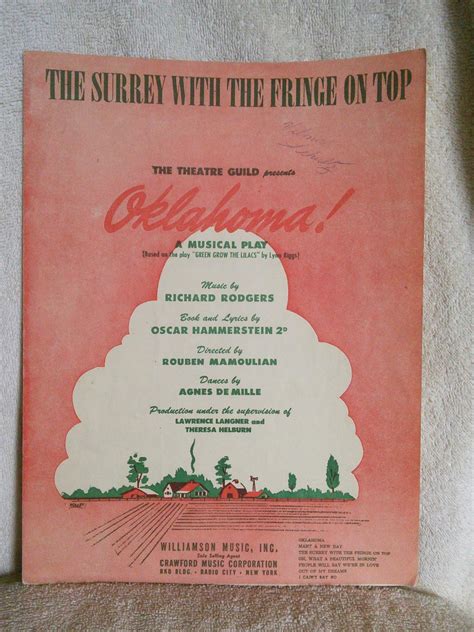 THE SURREY WITH THE FRINGE ON TOP
THE THEATRE GUILD presents
Oklahoma!
A MUSICAL PLAY
(Based on the play "GREEN GROW THE LILACS" by Lynn Riggs)
Music by
RICHARD RODGERS
Book and Lyrics by
OSCAR HAMMERSTEIN 2D
Directed by
ROUBEN MAMOULIAN
Dances by
AGNES DE MILLE
Production under the supervision of
LAWRENCE LANGNER and
THERESA HELBURN
WILLIAMSON MUSIC, INC.
Sole Selling Agent
CRAWFORD MUSIC CORPORATION
RKO BLDG. · RADIO CITY · NEW YORK
OKLAHOMA
MANY A NEW DAY
THE SURREY WITH THE FRINGE ON TOP
OH, WHAT A BEAUTIFUL MORNIN'
PEOPLE WILL SAY WE'RE IN LOVE
OUT OF MY DREAMS
I CAIN'T SAY NO